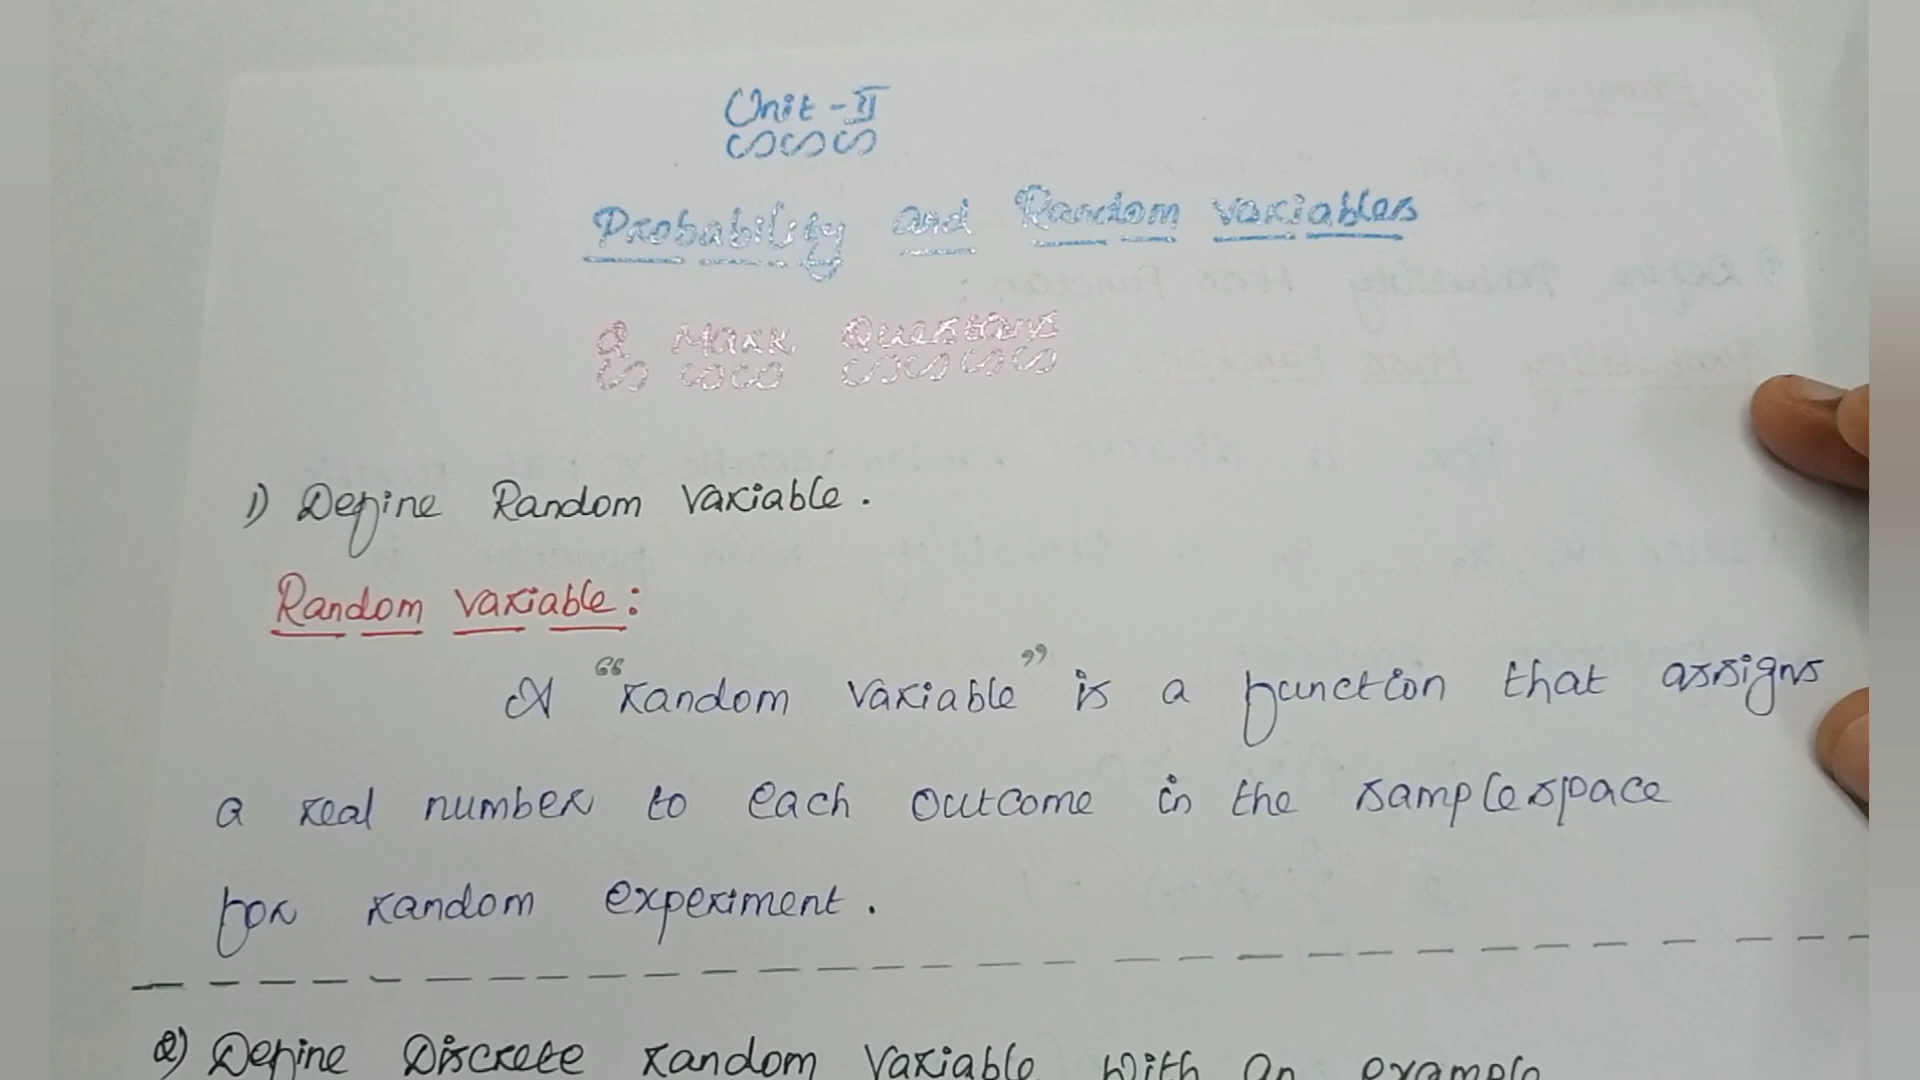 Unit - II
Probability and Random variables
2 Mark Questions
1) Define Random Variable.
Random Variable:
A "random variable" is a function that assigns
a real number to each outcome in the sample space
for random experiment.
2) Define Discrete random Variable with an example